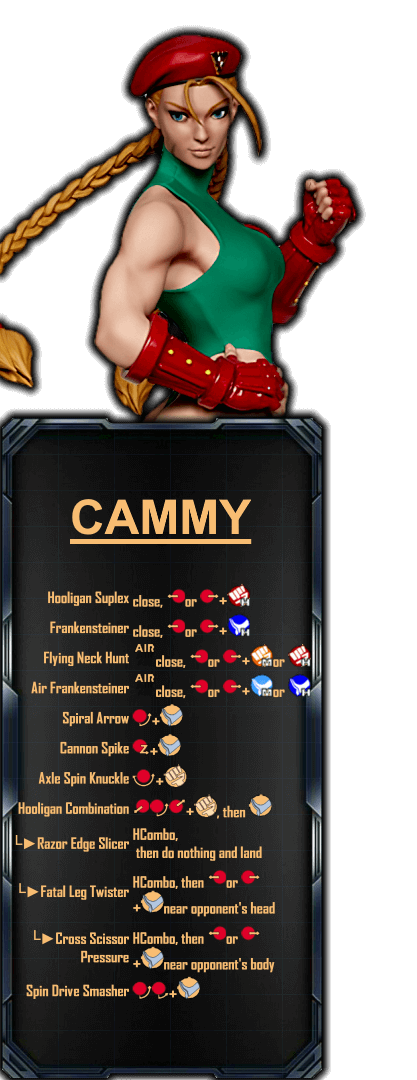 CAMMY
Hooligan Suplex close, or + H
Frankensteiner close, or + H
Flying Neck Hunt AIR close, or + M or H
Air Frankensteiner AIR close, or + M or H
Spiral Arrow +
Cannon Spike Z +
Axle Spin Knuckle +
Hooligan Combination + , then
└►Razor Edge Slicer HCombo,
then do nothing and land
└►Fatal Leg Twister HCombo, then or
+ near opponent's head
└►Cross Scissor HCombo, then or
Pressure + near opponent's body
Spin Drive Smasher +